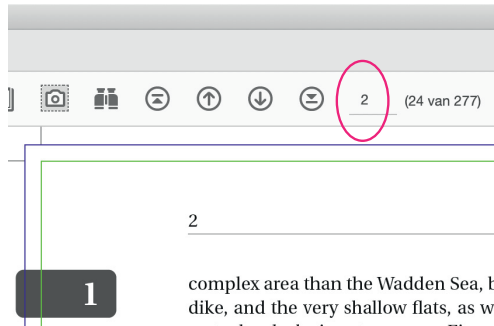 2 (24 van 277)
2
1
complex area than the Wadden Sea, b
dike, and the very shallow flats, as w